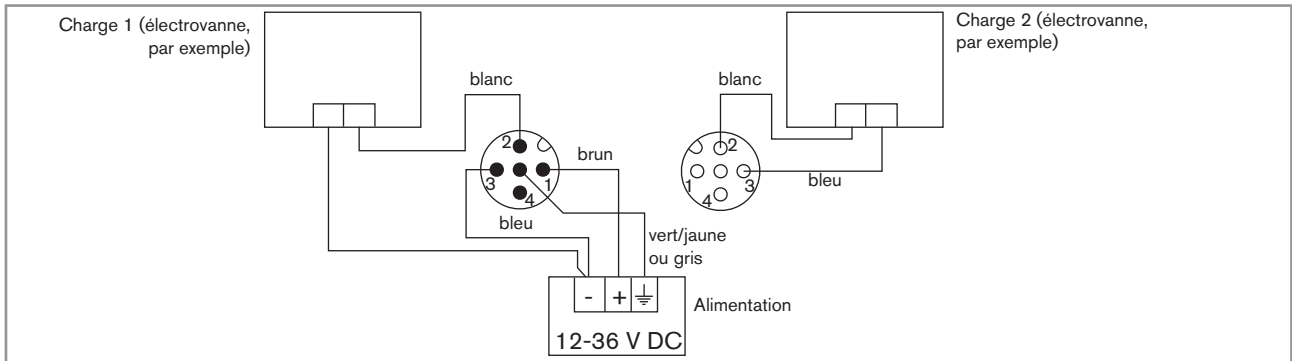 Charge 1 (électrovanne,
par exemple)
Charge 2 (électrovanne,
par exemple)
blanc
blanc
2
brun
3
1
4
bleu
2
1
3
4
bleu
vert/jaune
ou gris
- +
Alimentation
12-36 V DC